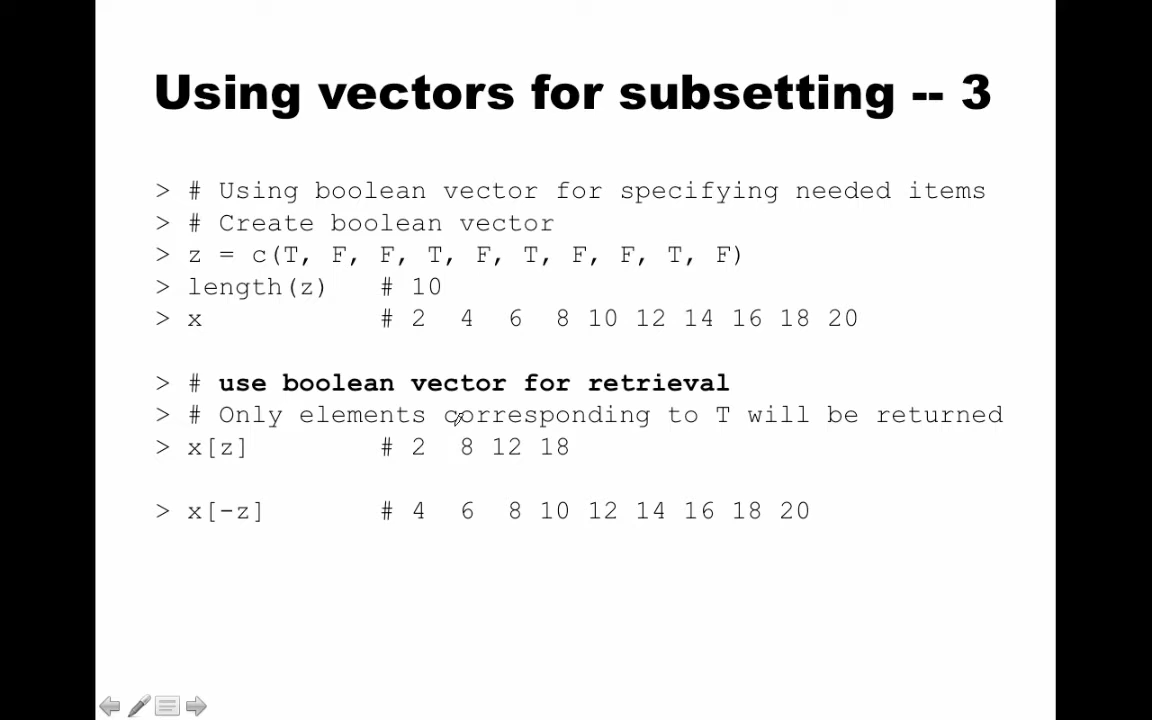 Using vectors for subsetting -- 3
> # Using boolean vector for specifying needed items
> # Create boolean vector
> z = c(T, F, F, T, F, T, F, F, T, F)
> length(z) # 10
> x # 2 4 6 8 10 12 14 16 18 20
> # use boolean vector for retrieval
> # Only elements corresponding to T will be returned
> x[z] # 2 8 12 18
> x[-z] # 4 6 8 10 12 14 16 18 20